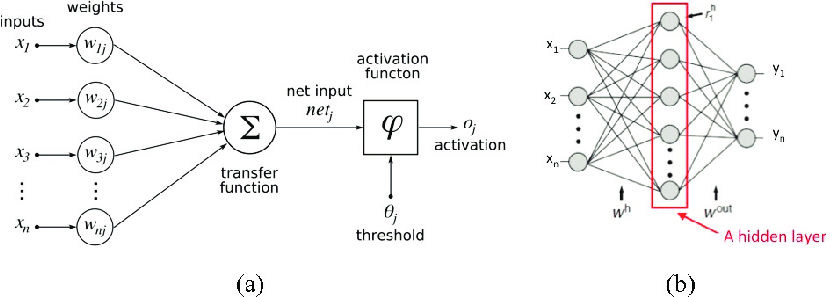 inputs
weights
x1
w1j
x2
w2j
x3
w3j
xn
wnj
Σ
transfer
function
net input
netj
activation
functon
φ
oj
activation
θj
threshold
(a)
x1
x2
xn
r1h
y1
yn
Wh
Wout
A hidden layer
(b)